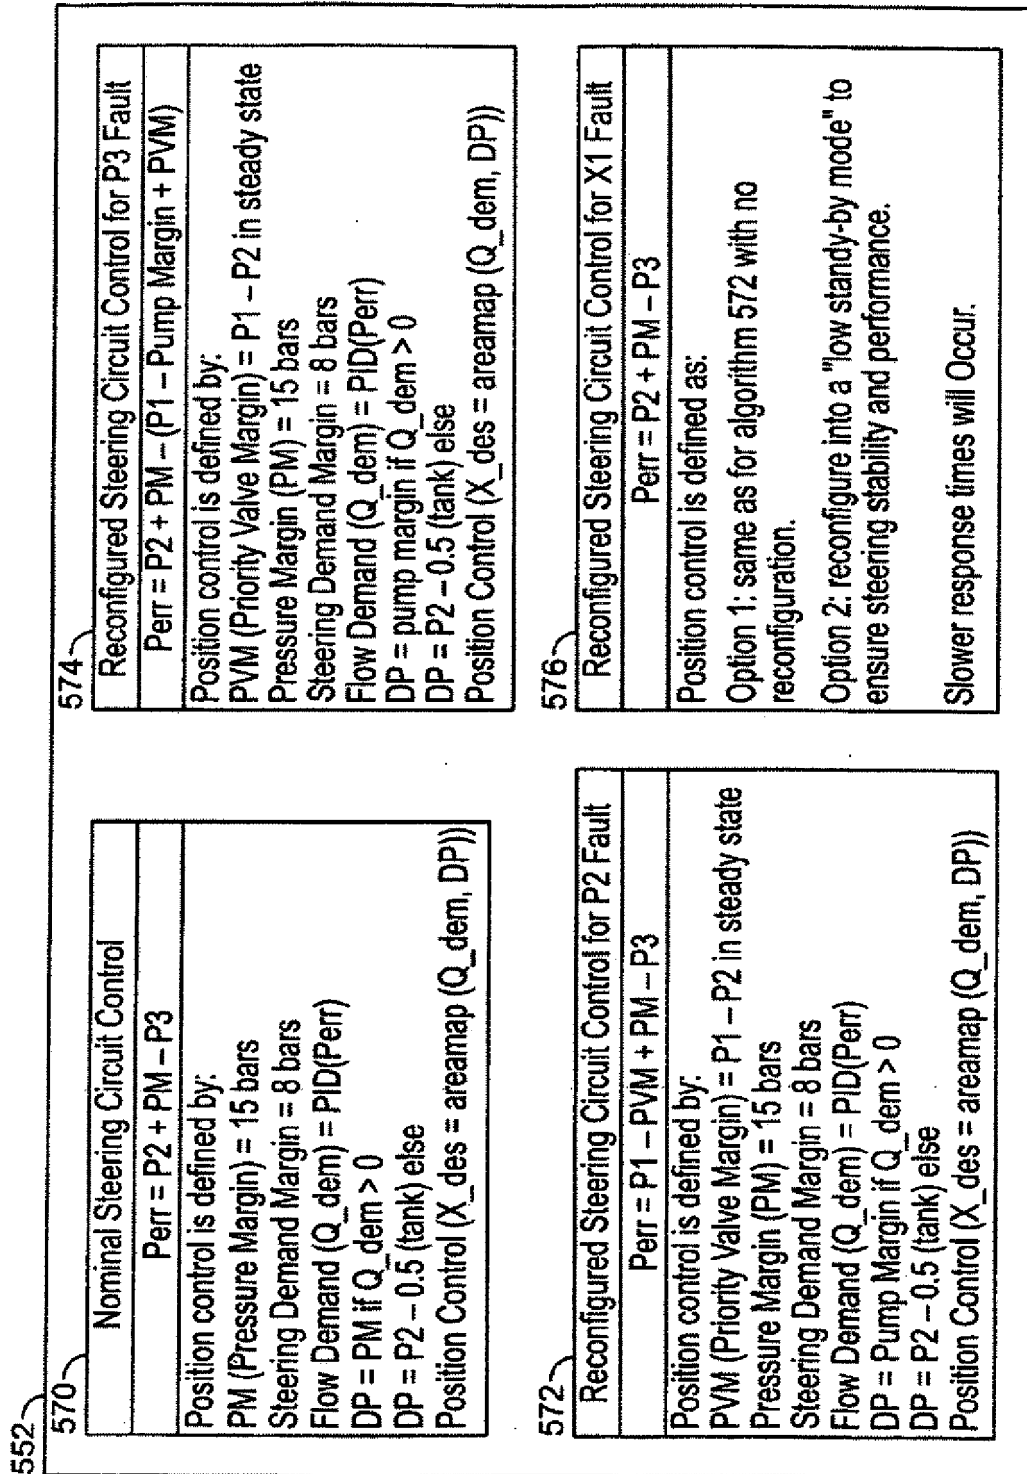 552
570
Nominal Steering Circuit Control
Perr = P2 + PM – P3
Position control is defined by:
PM (Pressure Margin) = 15 bars
Steering Demand Margin = 8 bars
Flow Demand (Q_dem) = PID(Perr)
DP = PM if Q_dem > 0
DP = P2 – 0.5 (tank) else
Position Control (X_des = areamap (Q_dem, DP))
574
Reconfigured Steering Circuit Control for P3 Fault
Perr = P2 + PM – (P1 – Pump Margin + PVM)
Position control is defined by:
PVM (Priority Valve Margin) = P1 – P2 in steady state
Pressure Margin (PM) = 15 bars
Steering Demand Margin = 8 bars
Flow Demand (Q_dem) = PID(Perr)
DP = pump margin if Q_dem > 0
DP = P2 – 0.5 (tank) else
Position Control (X_des = areamap (Q_dem, DP))
572
Reconfigured Steering Circuit Control for P2 Fault
Perr = P1 – PVM + PM – P3
Position control is defined by:
PVM (Priority Valve Margin) = P1 – P2 in steady state
Pressure Margin (PM) = 15 bars
Steering Demand Margin = 8 bars
Flow Demand (Q_dem) = PID(Perr)
DP = Pump Margin if Q_dem > 0
DP = P2 – 0.5 (tank) else
Position Control (X_des = areamap (Q_dem, DP))
576
Reconfigured Steering Circuit Control for X1 Fault
Perr = P2 + PM – P3
Position control is defined as:
Option 1: same as for algorithm 572 with no
reconfiguration.
Option 2: reconfigure into a "low standy-by mode" to
ensure steering stability and performance.
Slower response times will Occur.